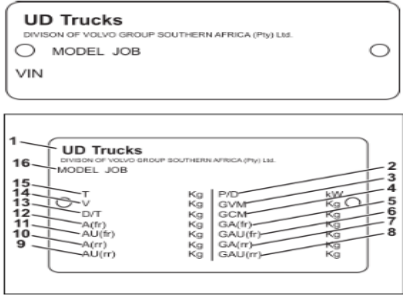 UD Trucks
DIVISON OF VOLVO GROUP SOUTHERN AFRICA (Pty) Ltd.
MODEL JOB
VIN
1
UD Trucks
DIVISION OF VOLVO GROUP SOUTHERN AFRICA (Pty) Ltd.
16 MODEL JOB
2
3
4
15 T Kg P/D kW
14 V Kg GVM Kg 5
13 D/T Kg GCM Kg 6
12 A(fr) Kg GA(fr) Kg 7
11 AU(fr) Kg GAU(fr) Kg 8
10 A(rr) Kg GA(rr) Kg
9 AU(rr) Kg GAU(rr) Kg